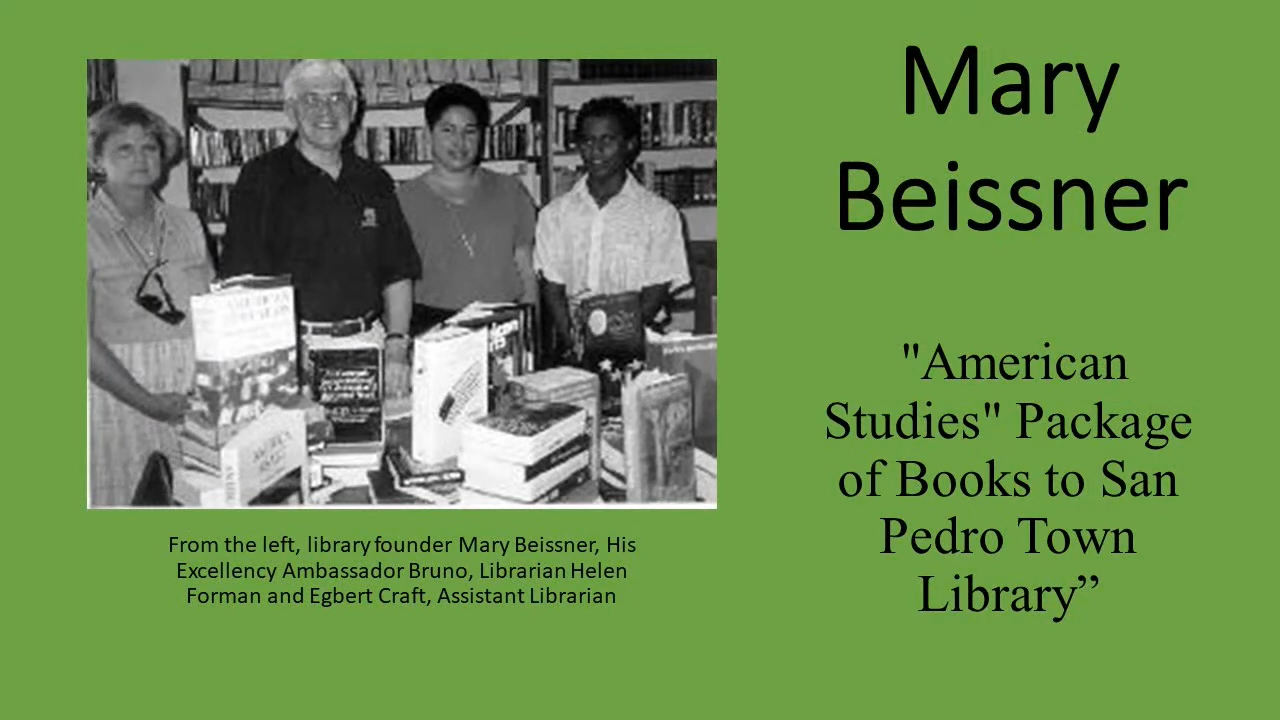 Mary
Beissner
"American
Studies" Package
of Books to San
Pedro Town
Library”
From the left, library founder Mary Beissner, His
Excellency Ambassador Bruno, Librarian Helen
Forman and Egbert Craft, Assistant Librarian